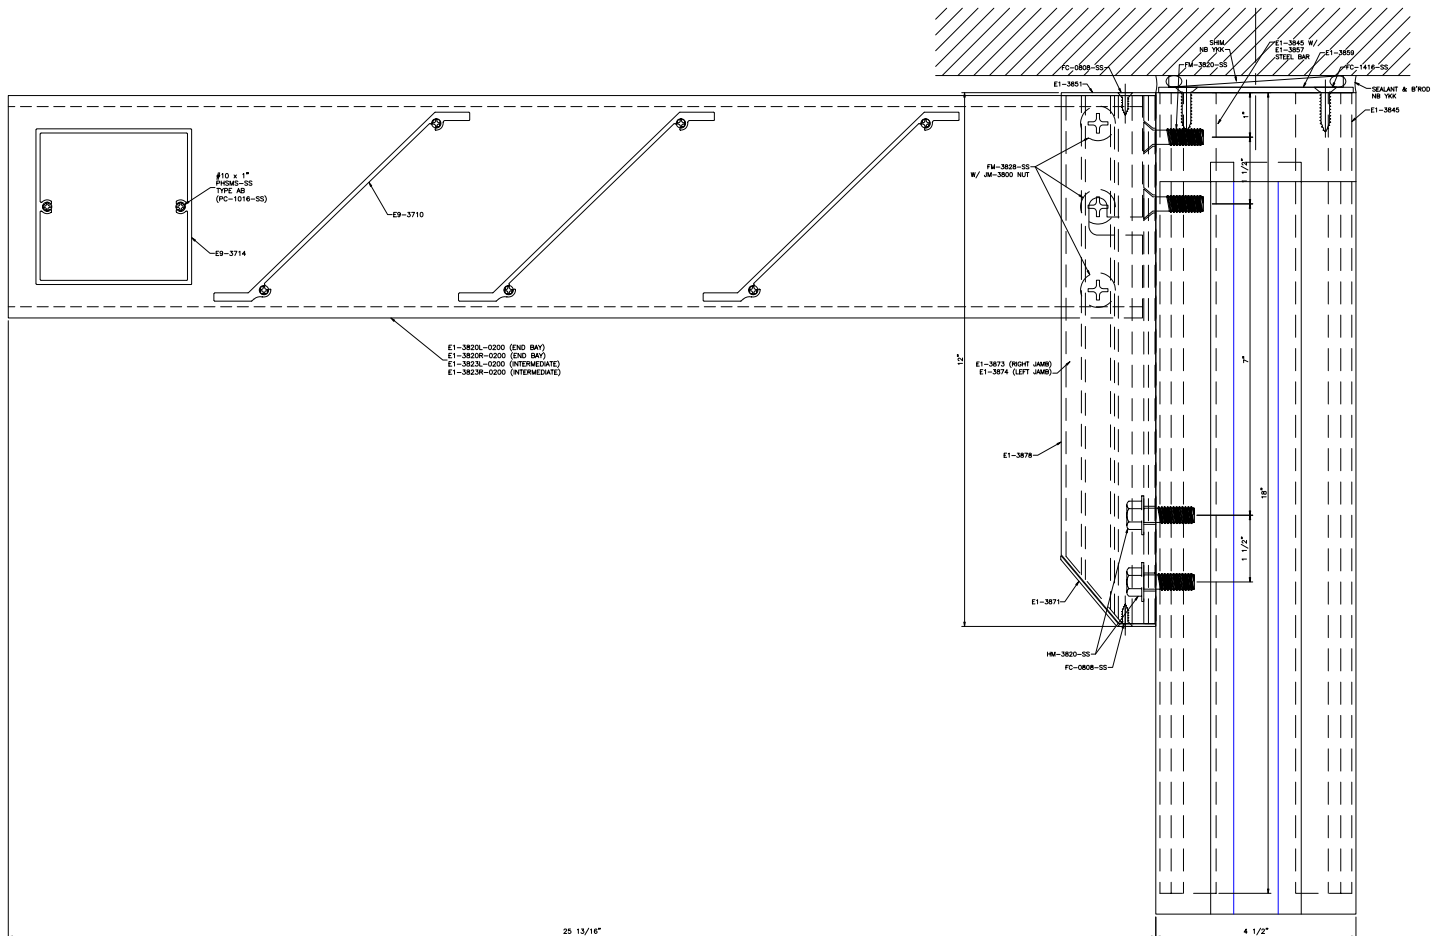 SHIM
NB YKK
E1-3845 W/
E1-3857
STEEL BAR
E1-3859
FM-3820-SS
FC-1416-SS
FC-0808-SS
E1-3851
SEALANT & B'ROD
NB YKK
E1-3845
1"
#10 x 1"
PHSMS-SS
TYPE AB
(PC-1016-SS)
FM-3828-SS
W/ JM-3800 NUT
1 1/2"
E9-3710
E9-3714
E1-3820L-0200 (END BAY)
E1-3820R-0200 (END BAY)
E1-3823L-0200 (INTERMEDIATE)
E1-3823R-0200 (INTERMEDIATE)
12"
E1-3873 (RIGHT JAMB)
E1-3874 (LEFT JAMB)
7"
E1-3878
18"
1 1/2"
E1-3871
HM-3820-SS
FC-0808-SS
25 13/16"
4 1/2"